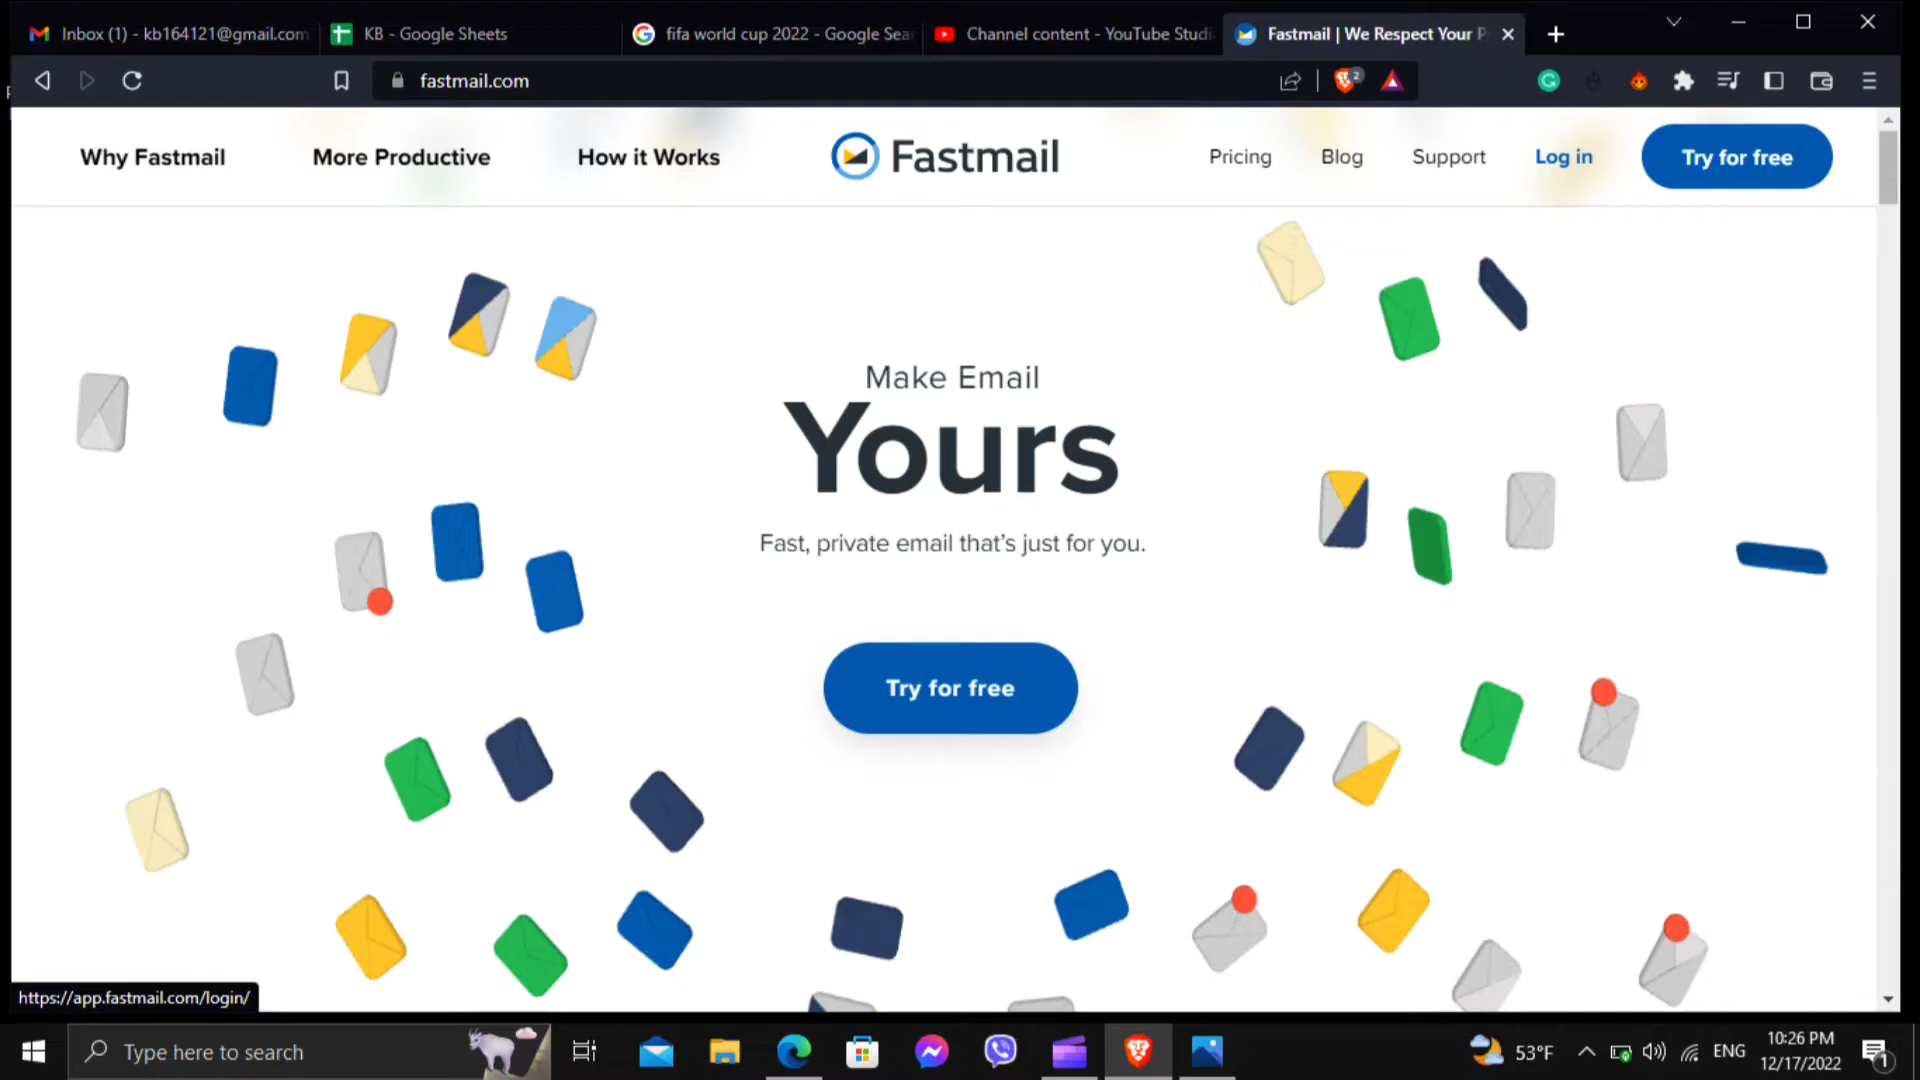 Inbox (1) - kb164121@gmail.com
KB - Google Sheets
fifa world cup 2022 - Google Sear
Channel content - YouTube Studi
Fastmail | We Respect Your P
fastmail.com
2
Why Fastmail
More Productive
How it Works
Fastmail
Pricing
Blog
Support
Log in
Try for free
Make Email
Yours
Fast, private email that's just for you.
Try for free
https://app.fastmail.com/login/
Type here to search
53°F
ENG
10:26 PM
12/17/2022
1